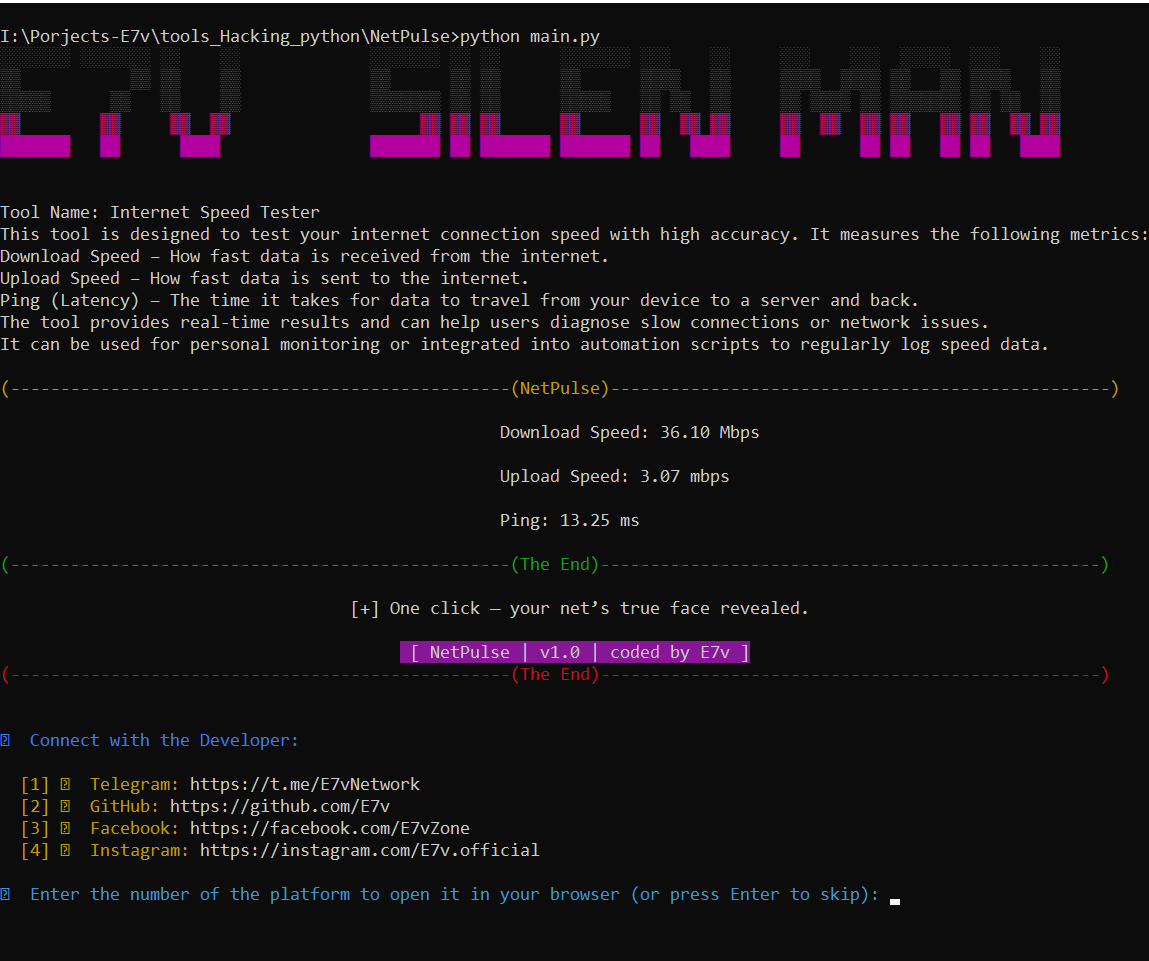 I:\Porjects-E7v\tools_Hacking_python\NetPulse>python main.py
E7V SILENT MAN
Tool Name: Internet Speed Tester
This tool is designed to test your internet connection speed with high accuracy. It measures the following metrics:
Download Speed – How fast data is received from the internet.
Upload Speed – How fast data is sent to the internet.
Ping (Latency) – The time it takes for data to travel from your device to a server and back.
The tool provides real-time results and can help users diagnose slow connections or network issues.
It can be used for personal monitoring or integrated into automation scripts to regularly log speed data.
(--------------------------------------------------(NetPulse)--------------------------------------------------)
Download Speed: 36.10 Mbps
Upload Speed: 3.07 mbps
Ping: 13.25 ms
(--------------------------------------------------(The End)--------------------------------------------------)
[+] One click – your net’s true face revealed.
[ NetPulse | v1.0 | coded by E7v ]
(--------------------------------------------------(The End)--------------------------------------------------)
Connect with the Developer:
[1] Telegram: https://t.me/E7vNetwork
[2] GitHub: https://github.com/E7v
[3] Facebook: https://facebook.com/E7vZone
[4] Instagram: https://instagram.com/E7v.official
Enter the number of the platform to open it in your browser (or press Enter to skip):